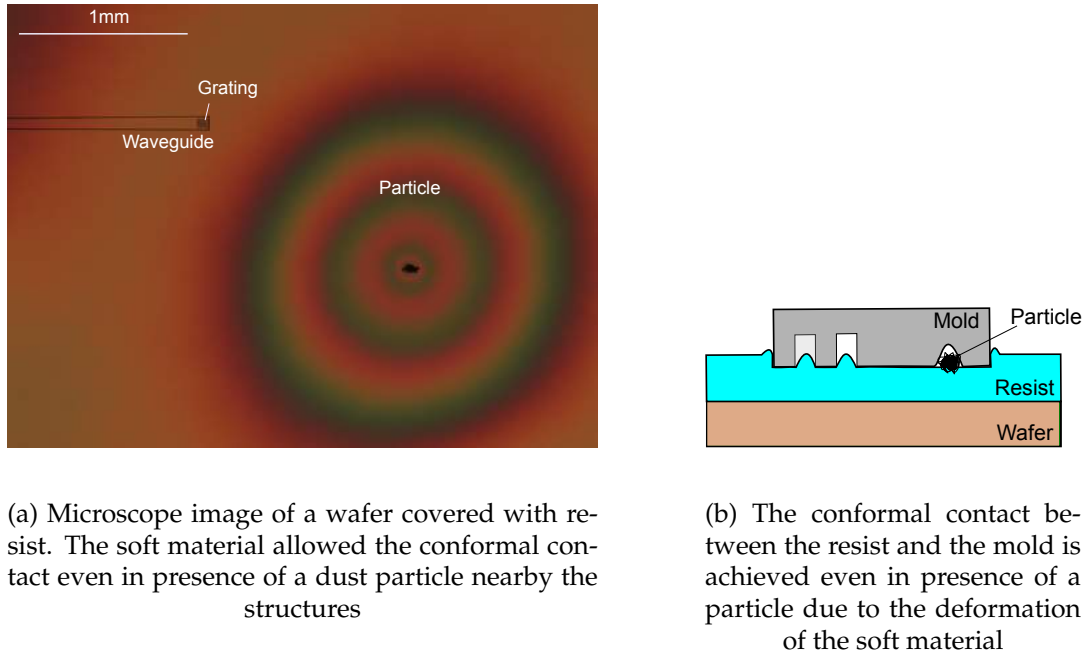 1mm
Grating
Waveguide
Particle
Mold
Particle
Resist
Wafer
(a) Microscope image of a wafer covered with re-
sist. The soft material allowed the conformal con-
tact even in presence of a dust particle nearby the
structures
(b) The conformal contact be-
tween the resist and the mold is
achieved even in presence of a
particle due to the deformation
of the soft material